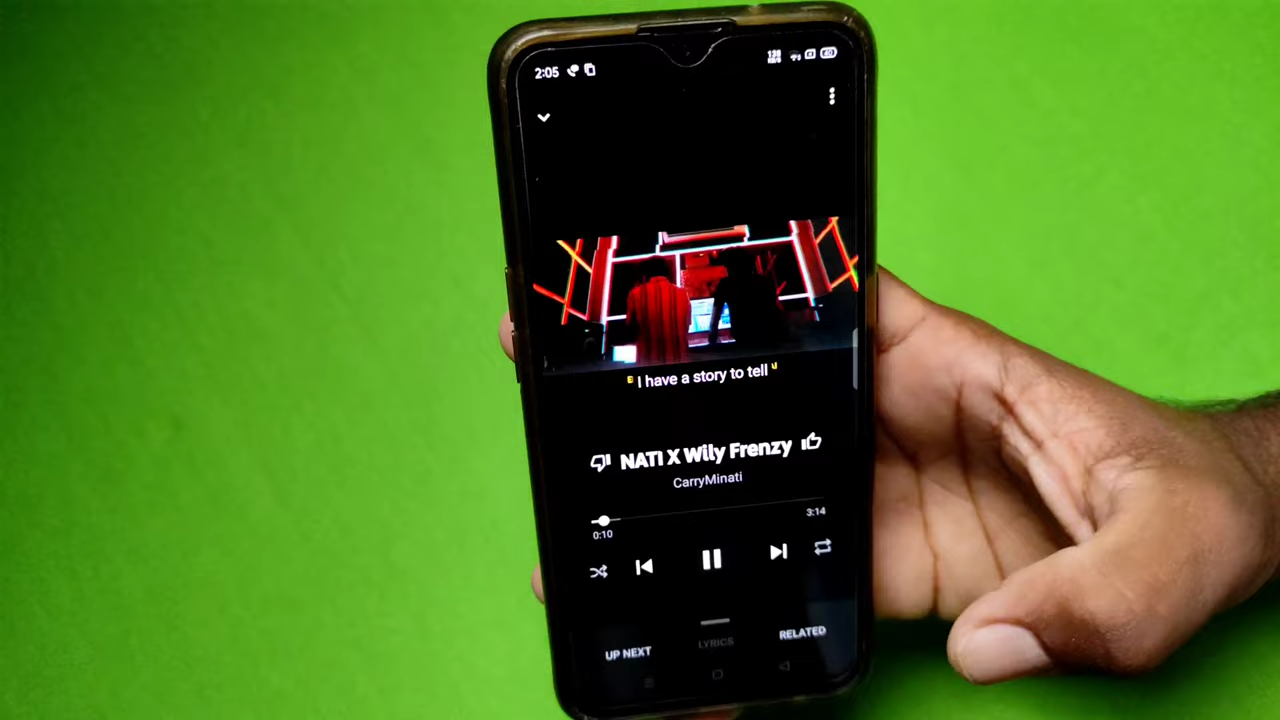 2:05
I have a story to tell
NATI X Wily Frenzy
CarryMinati
3:14
0:10
UP NEXT
LYRICS
RELATED